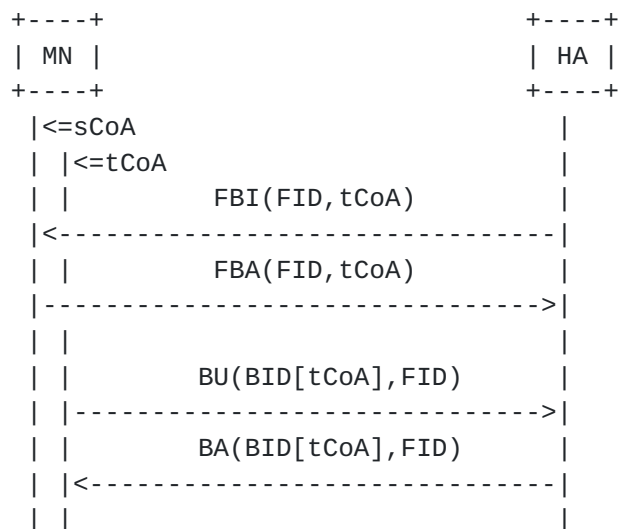 +----+                           +----+
| MN |                           | HA |
+----+                           +----+
 |<=sCoA                           |
 | |<=tCoA                         |
 | |         FBI(FID,tCoA)         |
 |<--------------------------------|
 | |         FBA(FID,tCoA)         |
 |-------------------------------->|
 | |                               |
 | |        BU(BID[tCoA],FID)      |
 | |------------------------------>|
 | |        BA(BID[tCoA],FID)      |
 | |<------------------------------|
 | |                               |